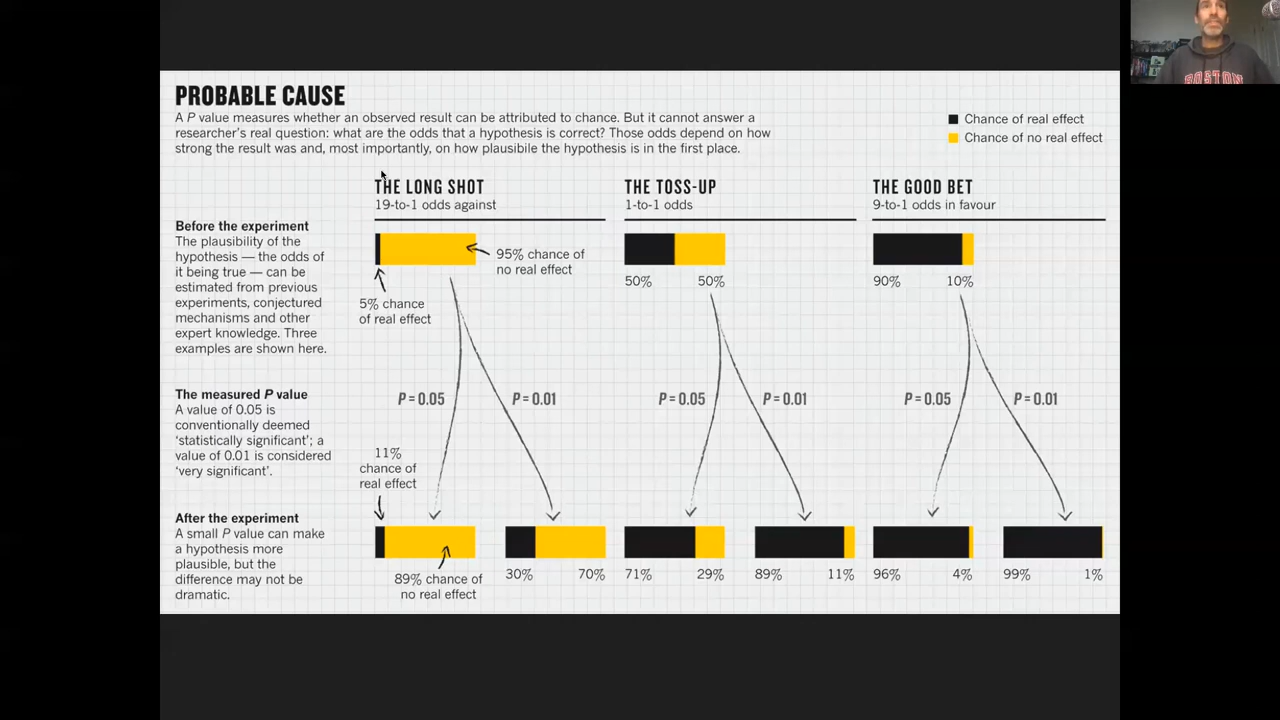 PROBABLE CAUSE
A P value measures whether an observed result can be attributed to chance. But it cannot answer a
researcher's real question: what are the odds that a hypothesis is correct? Those odds depend on how
strong the result was and, most importantly, on how plausibile the hypothesis is in the first place.
Chance of real effect
Chance of no real effect
THE LONG SHOT
19-to-1 odds against
THE TOSS-UP
1-to-1 odds
THE GOOD BET
9-to-1 odds in favour
Before the experiment
The plausibility of the
hypothesis — the odds of
it being true — can be
estimated from previous
experiments, conjectured
mechanisms and other
expert knowledge. Three
examples are shown here.
95% chance of
no real effect
5% chance
of real effect
50%
50%
90%
10%
The measured P value
A value of 0.05 is
conventionally deemed
'statistically significant'; a
value of 0.01 is considered
'very significant'.
P = 0.05
P = 0.01
P = 0.05
P = 0.01
P = 0.05
P = 0.01
11%
chance of
real effect
After the experiment
A small P value can make
a hypothesis more
plausible, but the
difference may not be
dramatic.
89% chance of
no real effect
30%
70%
71%
29%
89%
11%
96%
4%
99%
1%
BOSTON